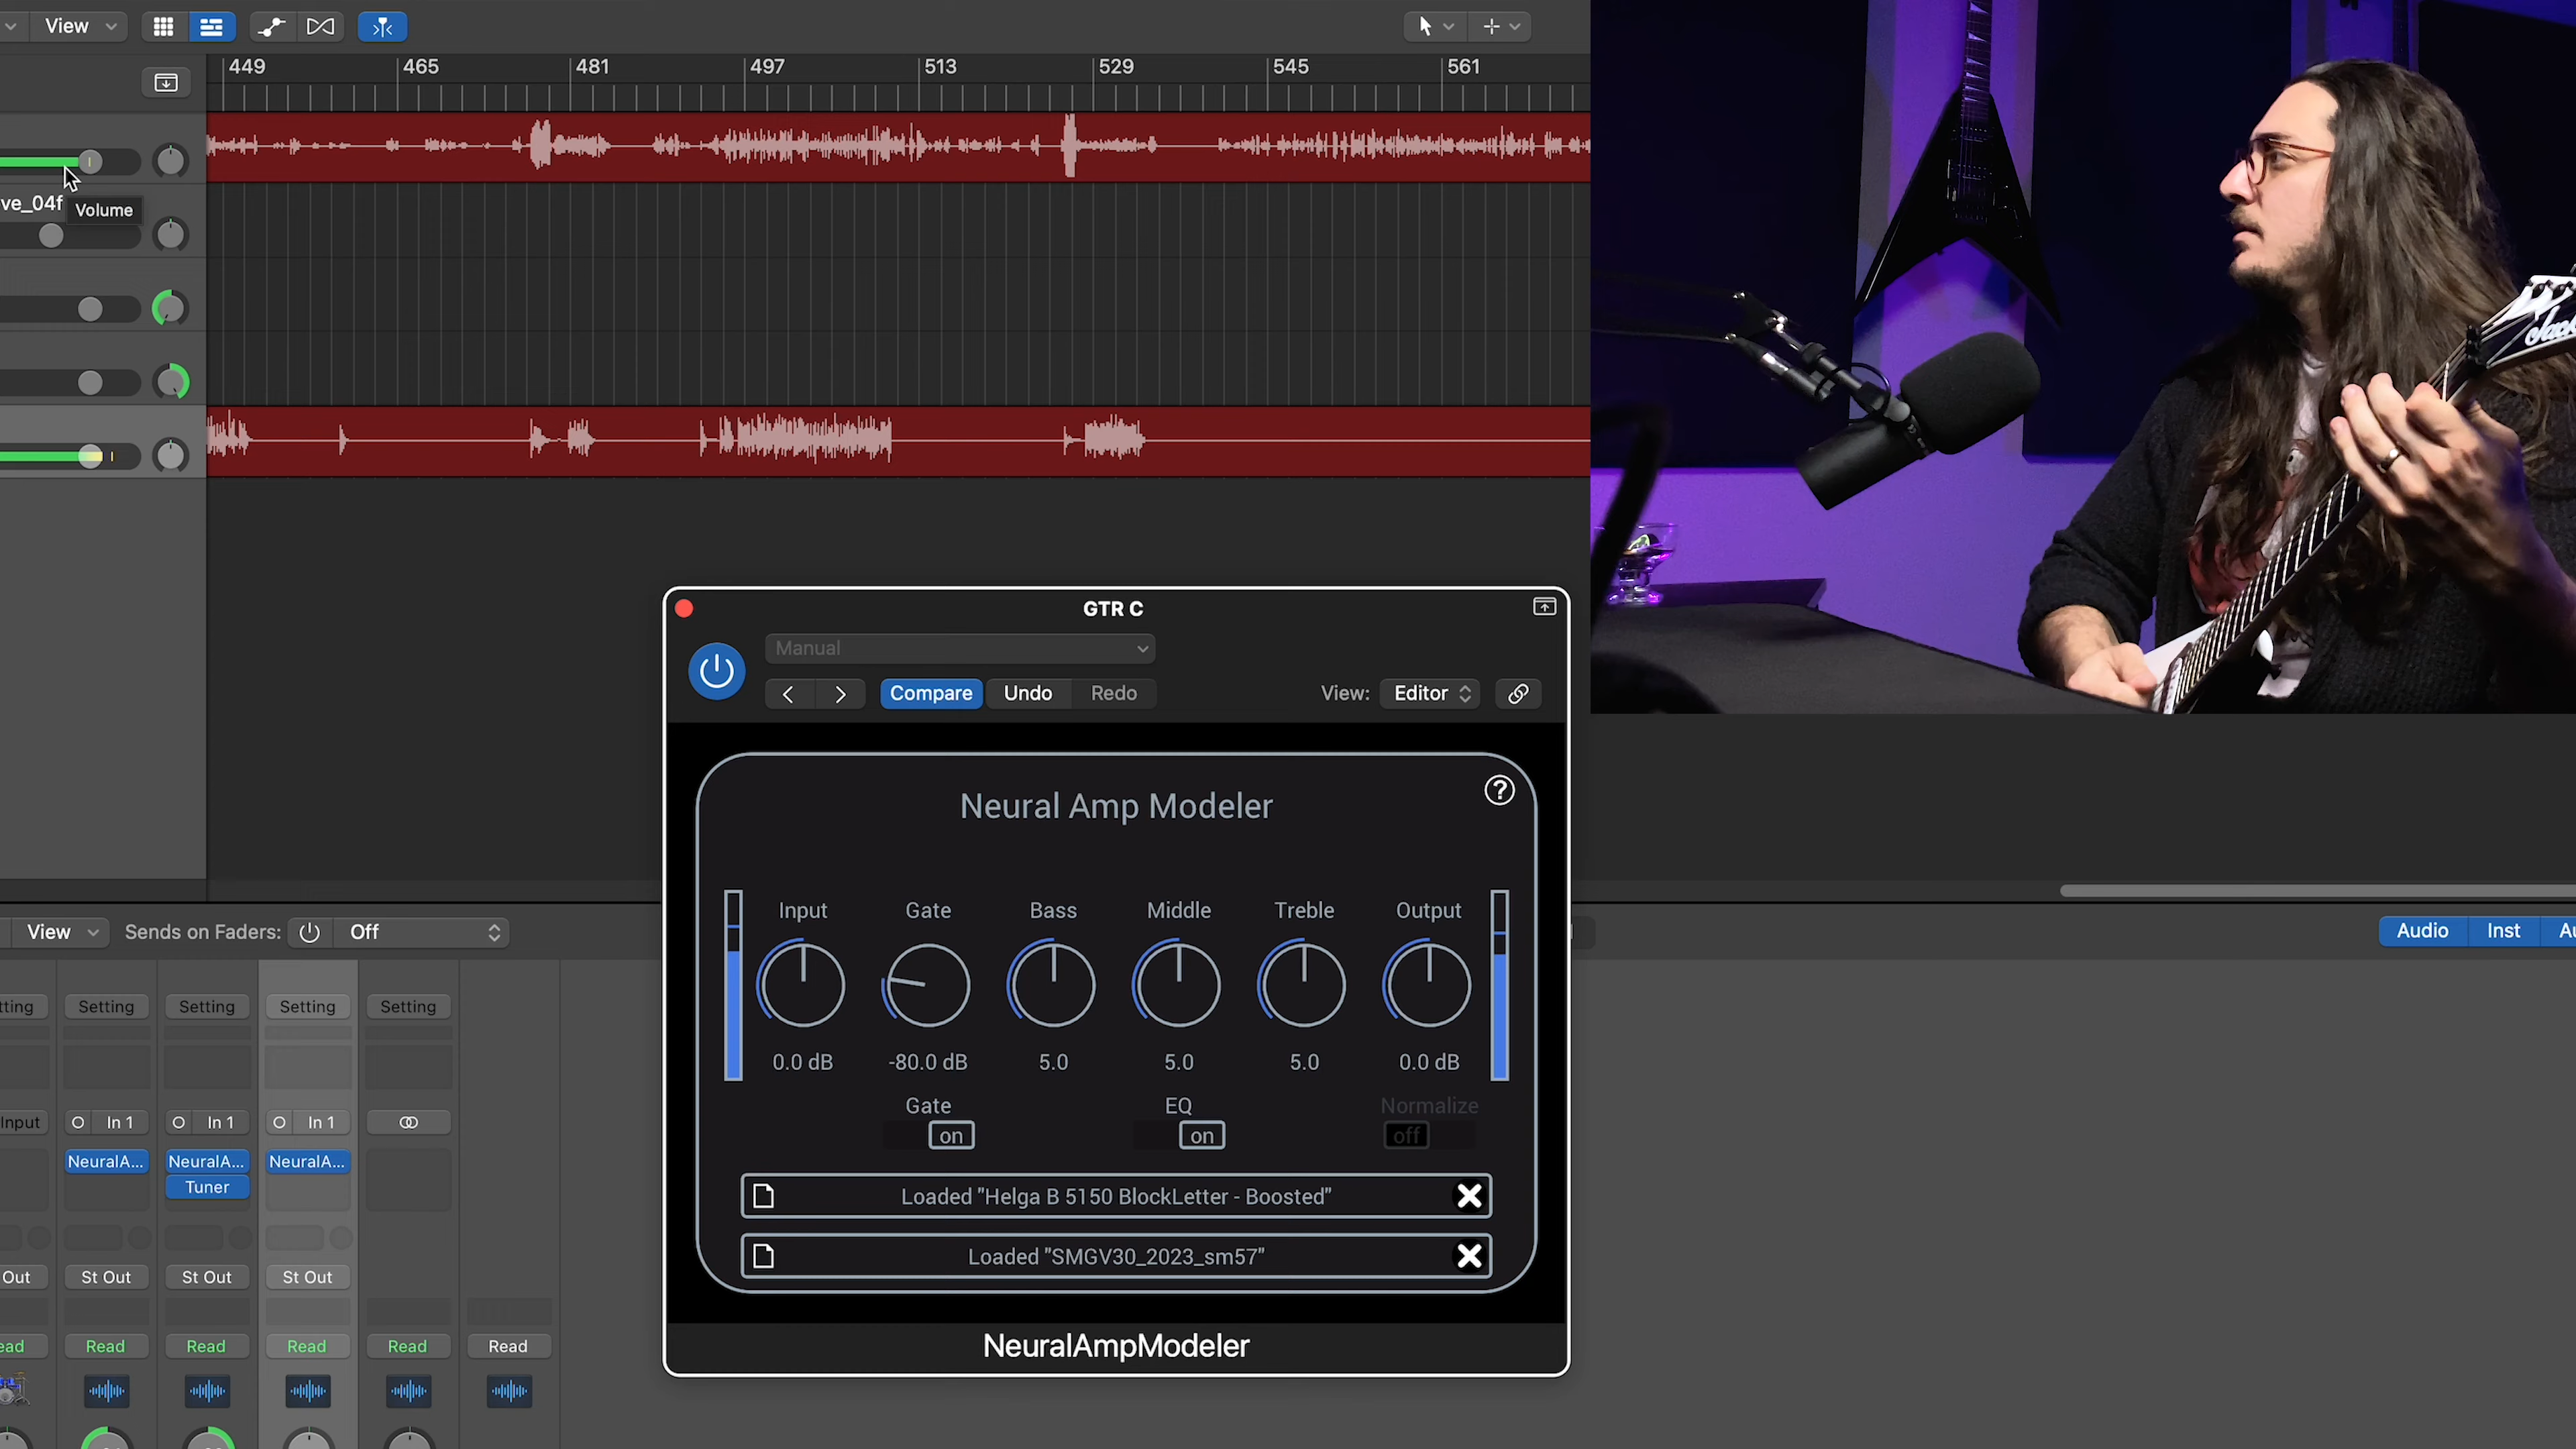 View
449 465 481 497 513 529 545 561
ve_04f
Volume
GTR C
Manual
Compare Undo Redo View: Editor
Neural Amp Modeler
?
Input Gate Bass Middle Treble Output
0.0 dB -80.0 dB 5.0 5.0 5.0 0.0 dB
Gate EQ Normalize
on on off
Loaded "Helga B 5150 BlockLetter - Boosted"
Loaded "SMGV30_2023_sm57"
NeuralAmpModeler
View Sends on Faders: Off
Audio Inst Au
tting Setting Setting Setting Setting
Input In 1 In 1 In 1
NeuralA... NeuralA... NeuralA...
Tuner
Out St Out St Out St Out
ead Read Read Read Read Read